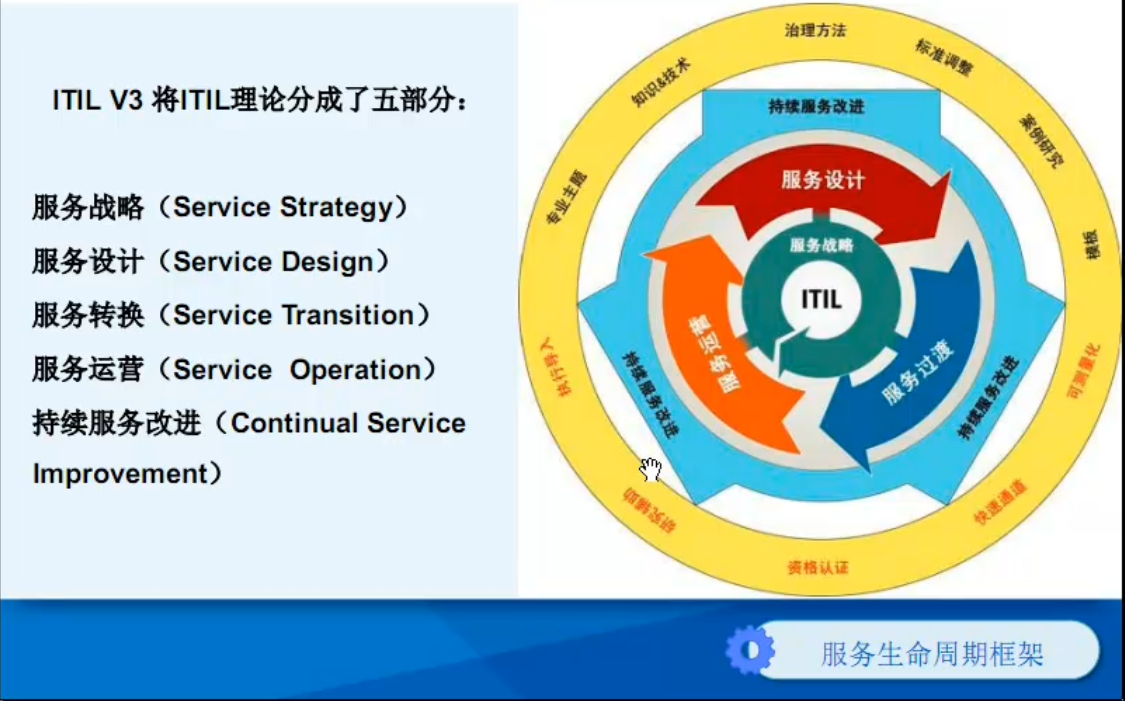 ITIL V3 将ITIL理论分成了五部分：
服务战略（Service Strategy）
服务设计（Service Design）
服务转换（Service Transition）
服务运营（Service  Operation）
持续服务改进（Continual Service
Improvement）
治理方法
标准调整
案例研究
模板
可测量化
快速通道
资格认证
研究辅助
执行导入
专业主题
知识&技术
持续服务改进
持续服务改进
持续服务改进
服务设计
服务过渡
服务运营
服务战略
ITIL
服务生命周期框架